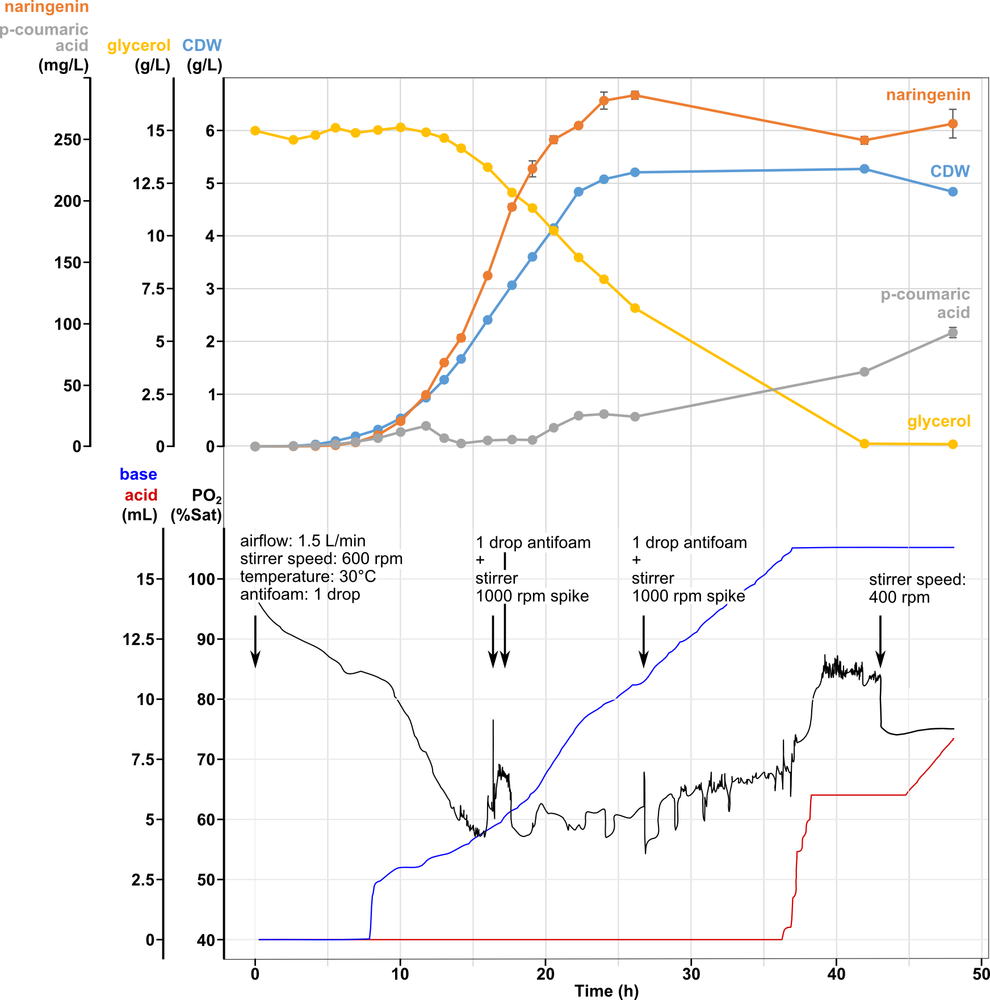 naringenin
p-coumaric
acid
(mg/L)
glycerol
(g/L)
CDW
(g/L)
250
200
150
100
50
0
15
12.5
10
7.5
5
2.5
0
6
5
4
3
2
1
0
naringenin
CDW
p-coumaric
acid
glycerol
base
acid
(mL)
PO2
(%Sat)
15
12.5
10
7.5
5
2.5
0
100
90
80
70
60
50
40
airflow: 1.5 L/min
stirrer speed: 600 rpm
temperature: 30°C
antifoam: 1 drop
1 drop antifoam
+
stirrer
1000 rpm spike
1 drop antifoam
+
stirrer
1000 rpm spike
stirrer speed:
400 rpm
0 10 20 30 40 50
Time (h)